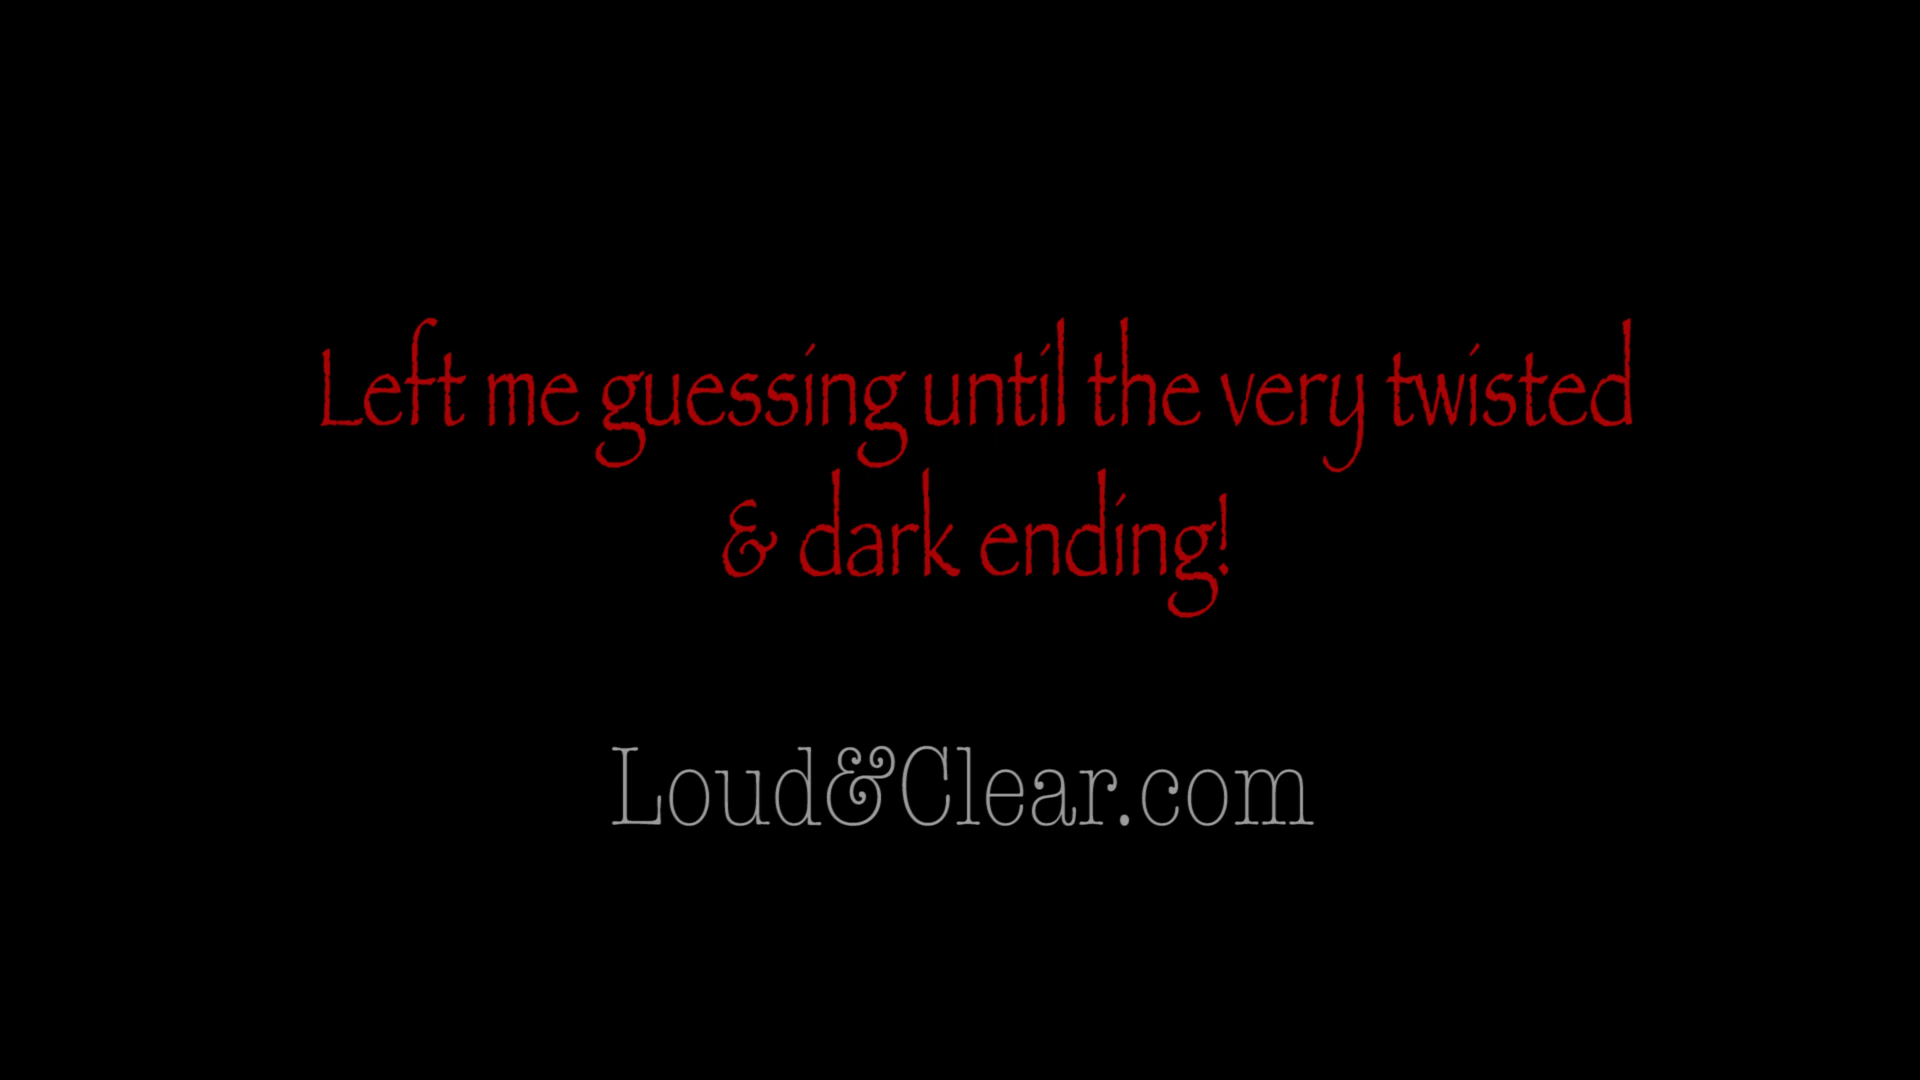 Left me guessing until the very twisted
& dark ending!
Loud&Clear.com